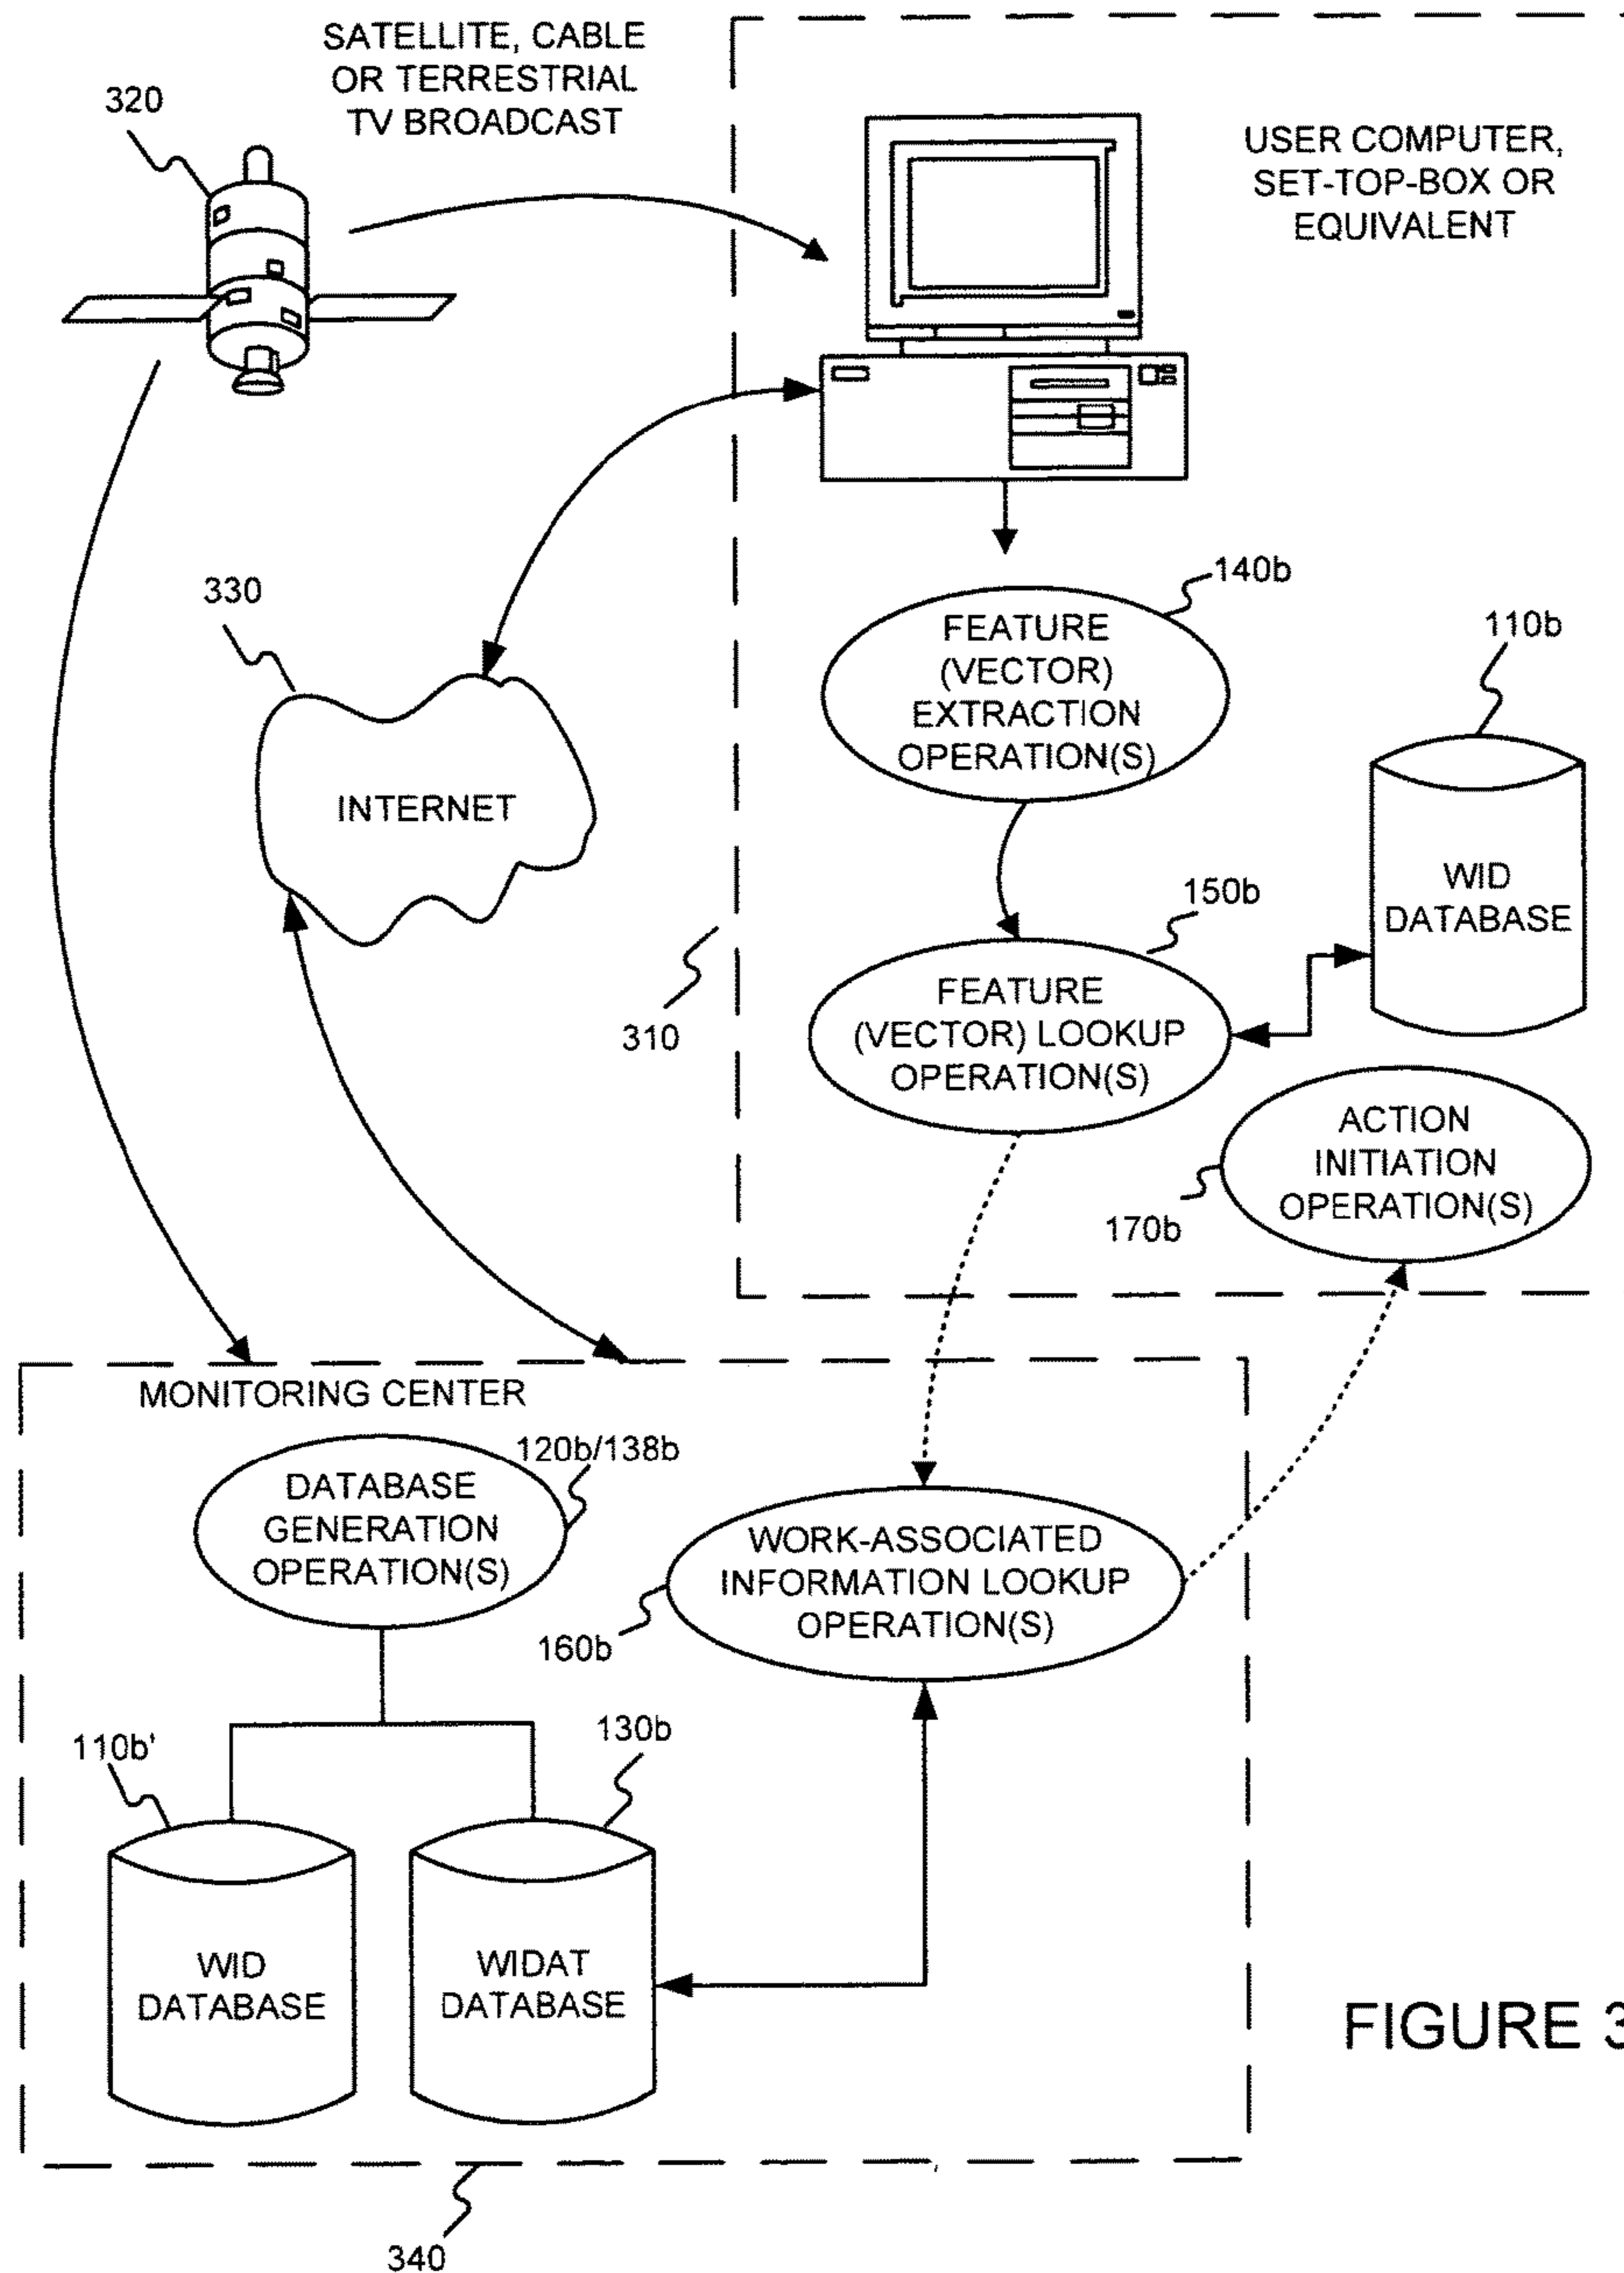 SATELLITE, CABLE
OR TERRESTRIAL
TV BROADCAST
320
USER COMPUTER,
SET-TOP-BOX OR
EQUIVALENT
330
INTERNET
140b
FEATURE
(VECTOR)
EXTRACTION
OPERATION(S)
110b
WID
DATABASE
150b
FEATURE
(VECTOR) LOOKUP
OPERATION(S)
310
ACTION
INITIATION
OPERATION(S)
170b
MONITORING CENTER
120b/138b
DATABASE
GENERATION
OPERATION(S)
WORK-ASSOCIATED
INFORMATION LOOKUP
OPERATION(S)
160b
110b'
130b
WID
DATABASE
WIDAT
DATABASE
FIGURE 3
340